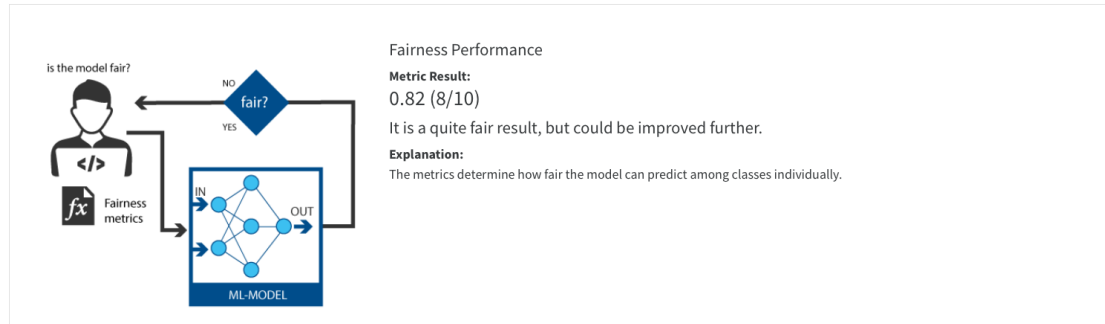 is the model fair?
NO
fair?
YES
</>
fx
Fairness
metrics
IN
OUT
ML-MODEL
Fairness Performance
Metric Result:
0.82 (8/10)
It is a quite fair result, but could be improved further.
Explanation:
The metrics determine how fair the model can predict among classes individually.